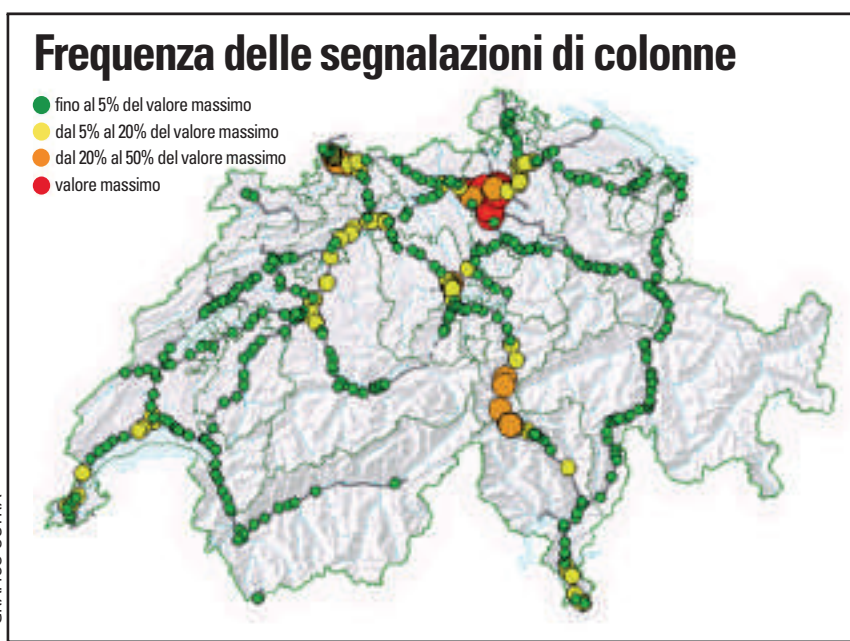 Frequenza delle segnalazioni di colonne
fino al 5% del valore massimo
dal 5% al 20% del valore massimo
dal 20% al 50% del valore massimo
valore massimo